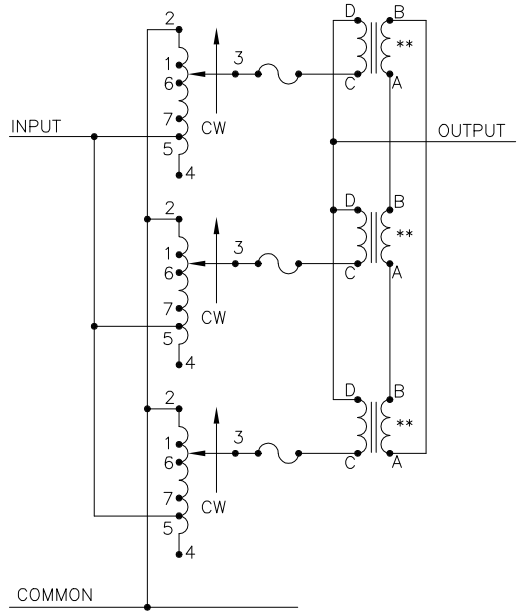 2 D B
1 3 **
6 C A
CW
7
INPUT OUTPUT
5
4
2 D B
1 3 **
6 C A
7 CW
5
4
2 D B
1 3 **
6 C A
7 CW
5
4
COMMON